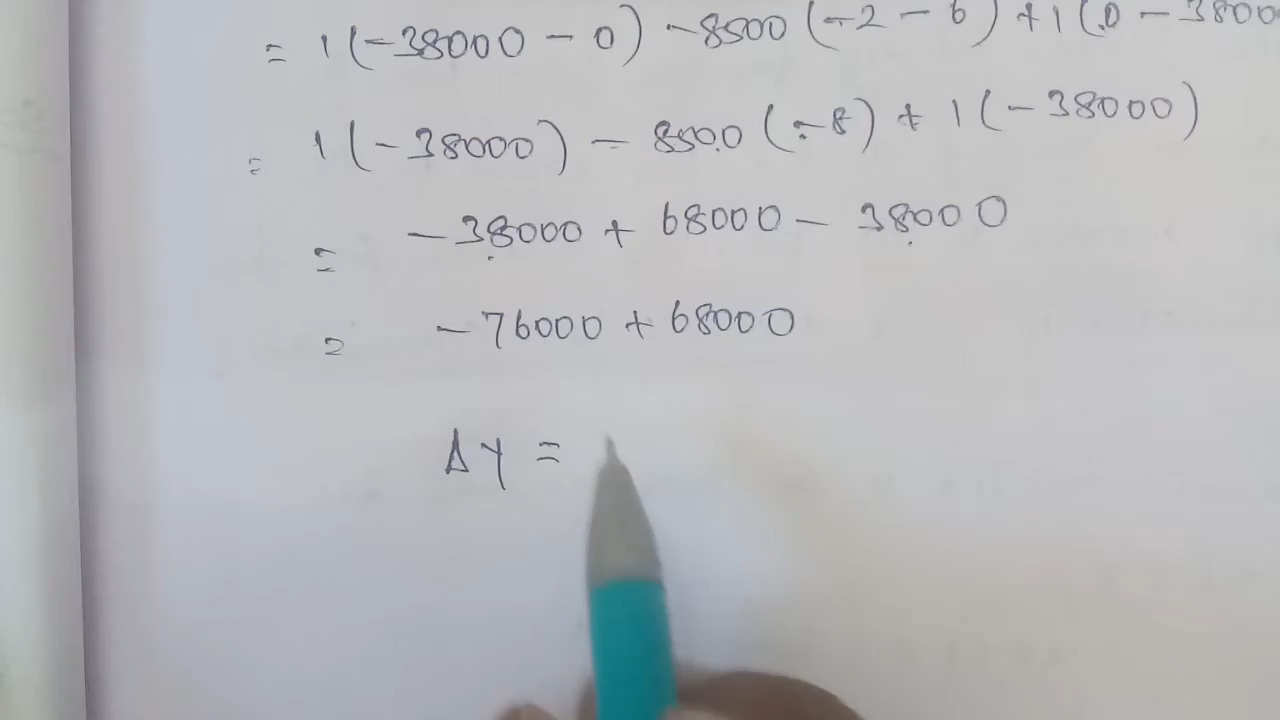 = 1(-38000 - 0) - 8500 (-2 - 6) + 1(0 - 3800
= 1(-38000) - 8500 (-8) + 1(-38000)
= -38000 + 68000 - 38000
= -76000 + 68000
Δy =